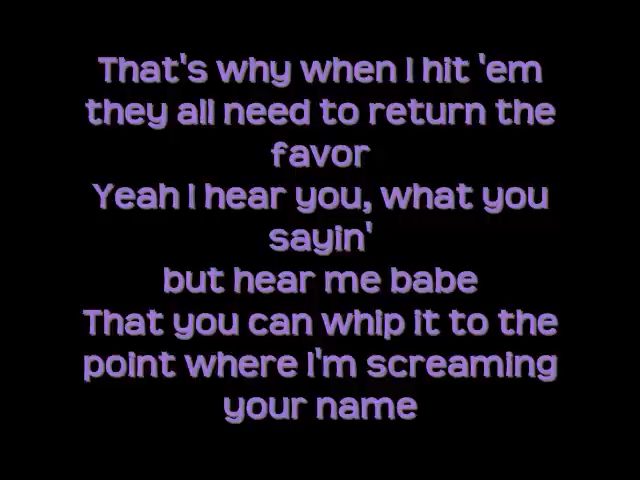 That's why when I hit 'em
they all need to return the
favor
Yeah I hear you, what you
sayin'
but hear me babe
That you can whip it to the
point where I'm screaming
your name